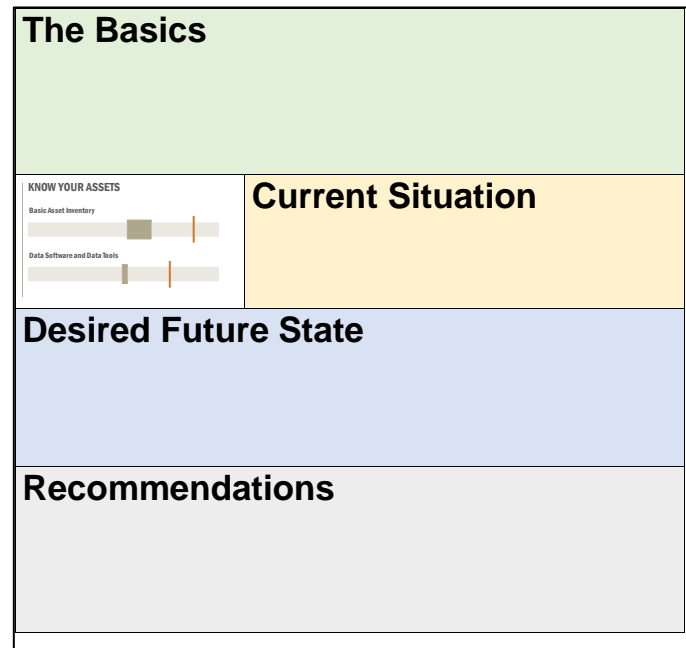 The Basics
KNOW YOUR ASSETS
Basic Asset Inventory
Data Software and Data Tools
Current Situation
Desired Future State
Recommendations